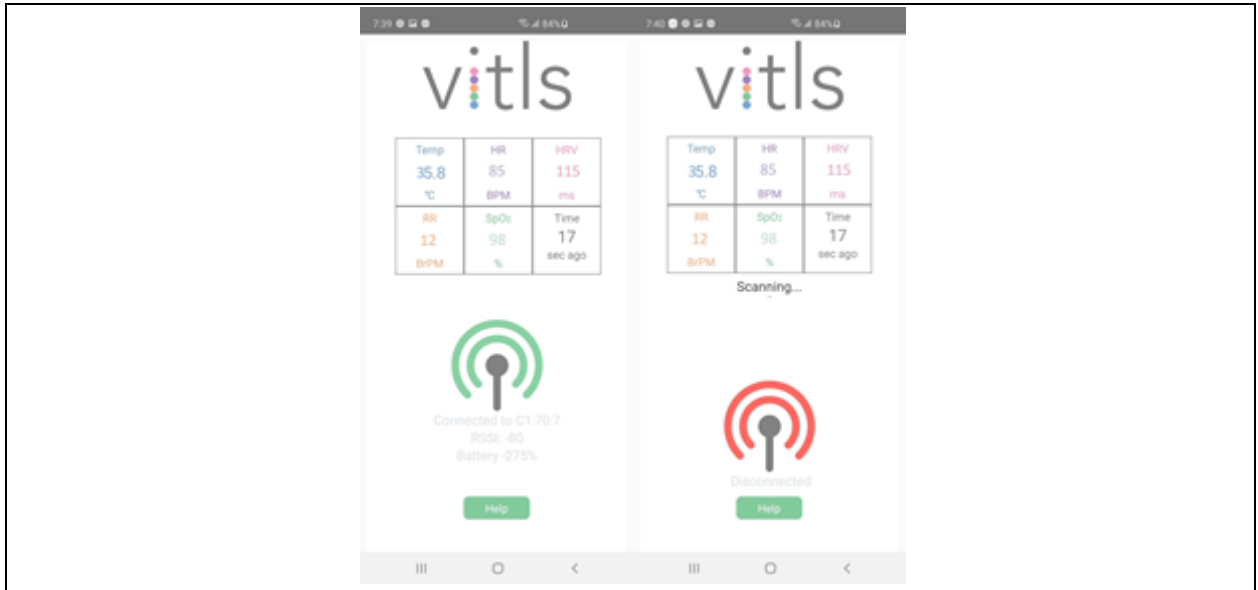 7:39 84%
vitls
Temp HR HRV
35.8 85 115
°C BPM ms
RR SpO₂ Time
12 98 17
BrPM % sec ago
Connected to C1:70:7
RSSI: -80
Battery -275%
Help
7:40 84%
vitls
Temp HR HRV
35.8 85 115
°C BPM ms
RR SpO₂ Time
12 98 17
BrPM % sec ago
Scanning...
Disconnected
Help